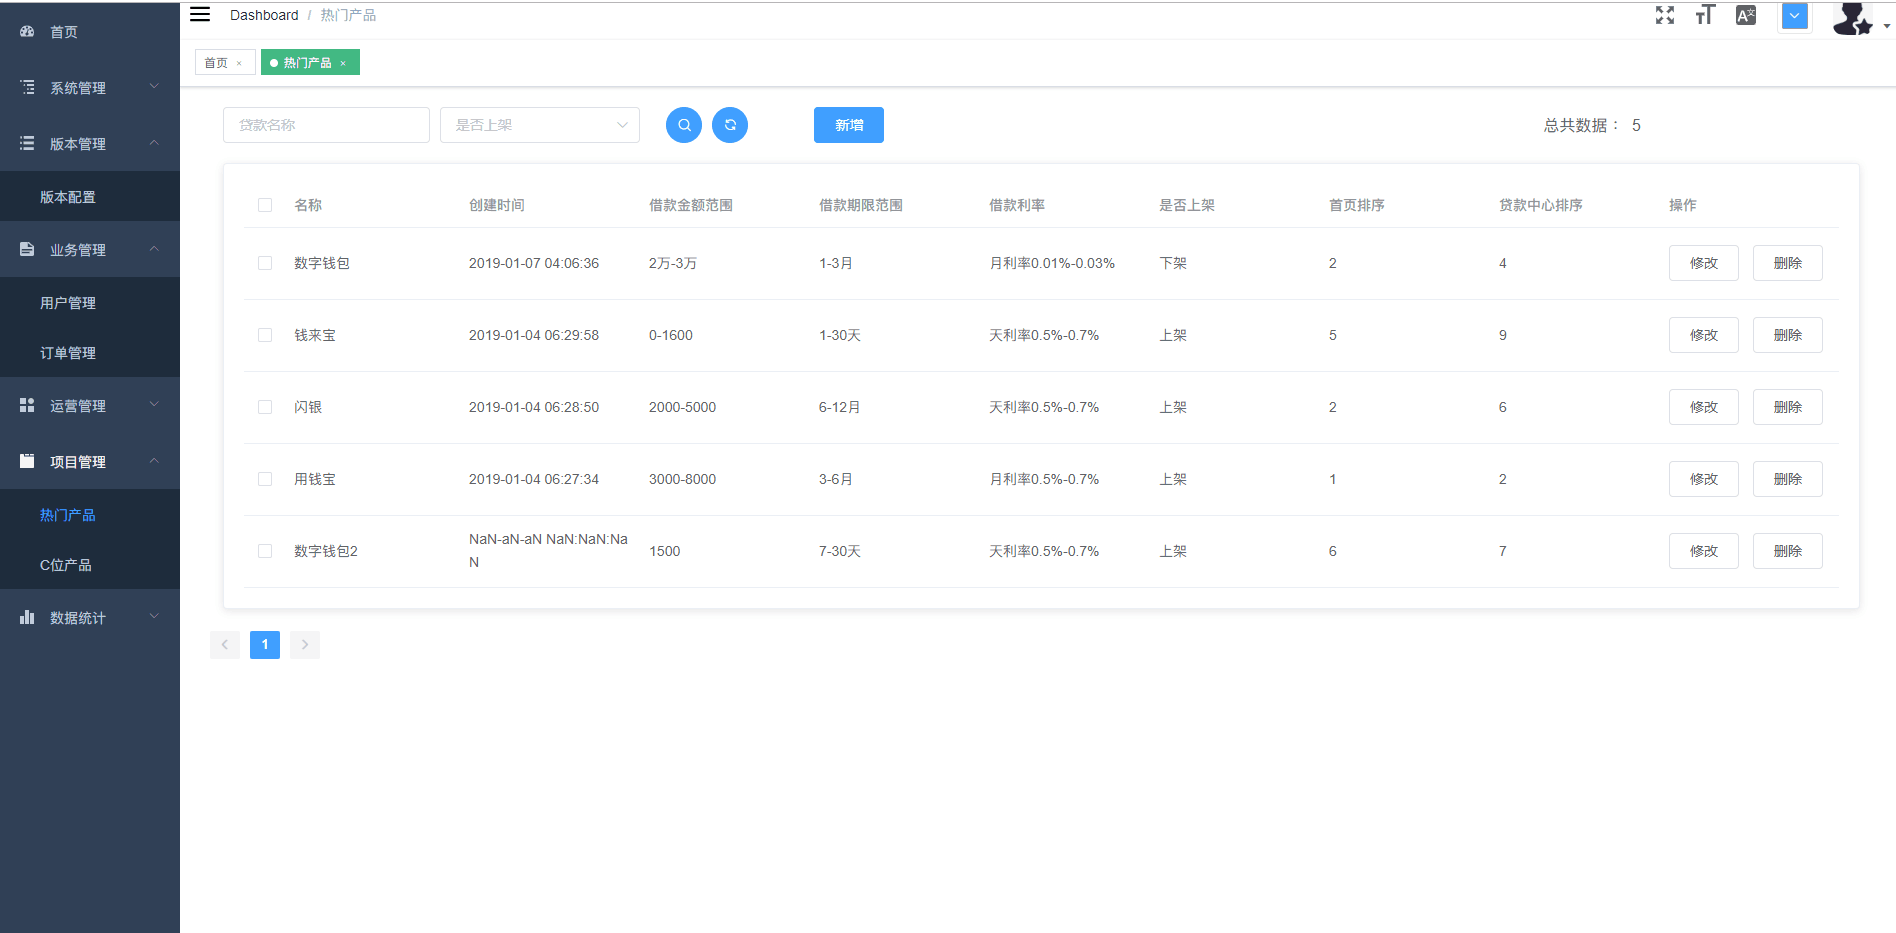 首页
系统管理
版本管理
版本配置
业务管理
用户管理
订单管理
运营管理
项目管理
热门产品
C位产品
数据统计
Dashboard / 热门产品
首页 × 热门产品 ×
贷款名称 是否上架 新增 总共数据： 5
名称 创建时间 借款金额范围 借款期限范围 借款利率 是否上架 首页排序 贷款中心排序 操作
数字钱包 2019-01-07 04:06:36 2万-3万 1-3月 月利率0.01%-0.03% 下架 2 4 修改 删除
钱来宝 2019-01-04 06:29:58 0-1600 1-30天 天利率0.5%-0.7% 上架 5 9 修改 删除
闪银 2019-01-04 06:28:50 2000-5000 6-12月 天利率0.5%-0.7% 上架 2 6 修改 删除
用钱宝 2019-01-04 06:27:34 3000-8000 3-6月 月利率0.5%-0.7% 上架 1 2 修改 删除
数字钱包2 NaN-aN-aN NaN:NaN:Na
N 1500 7-30天 天利率0.5%-0.7% 上架 6 7 修改 删除
1